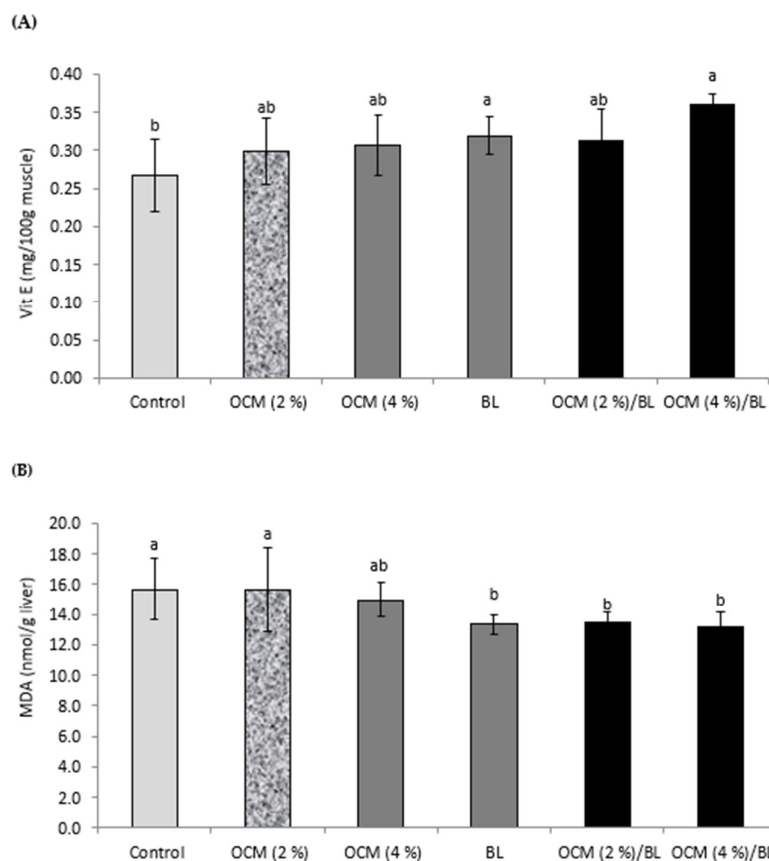 (A)
a
ab
ab
a
ab
b
0.40
0.35
0.30
0.25
0.20
0.15
0.10
0.05
0.00
Vit E (mg/100g muscle)
Control OCM (2 %) OCM (4 %) BL OCM (2 %)/BL OCM (4 %)/BL
(B)
20.0
18.0
16.0
14.0
12.0
10.0
8.0
6.0
4.0
2.0
0.0
MDA (nmol/g liver)
a a ab b b b
Control OCM (2 %) OCM (4 %) BL OCM (2 %)/BL OCM (4 %)/BL